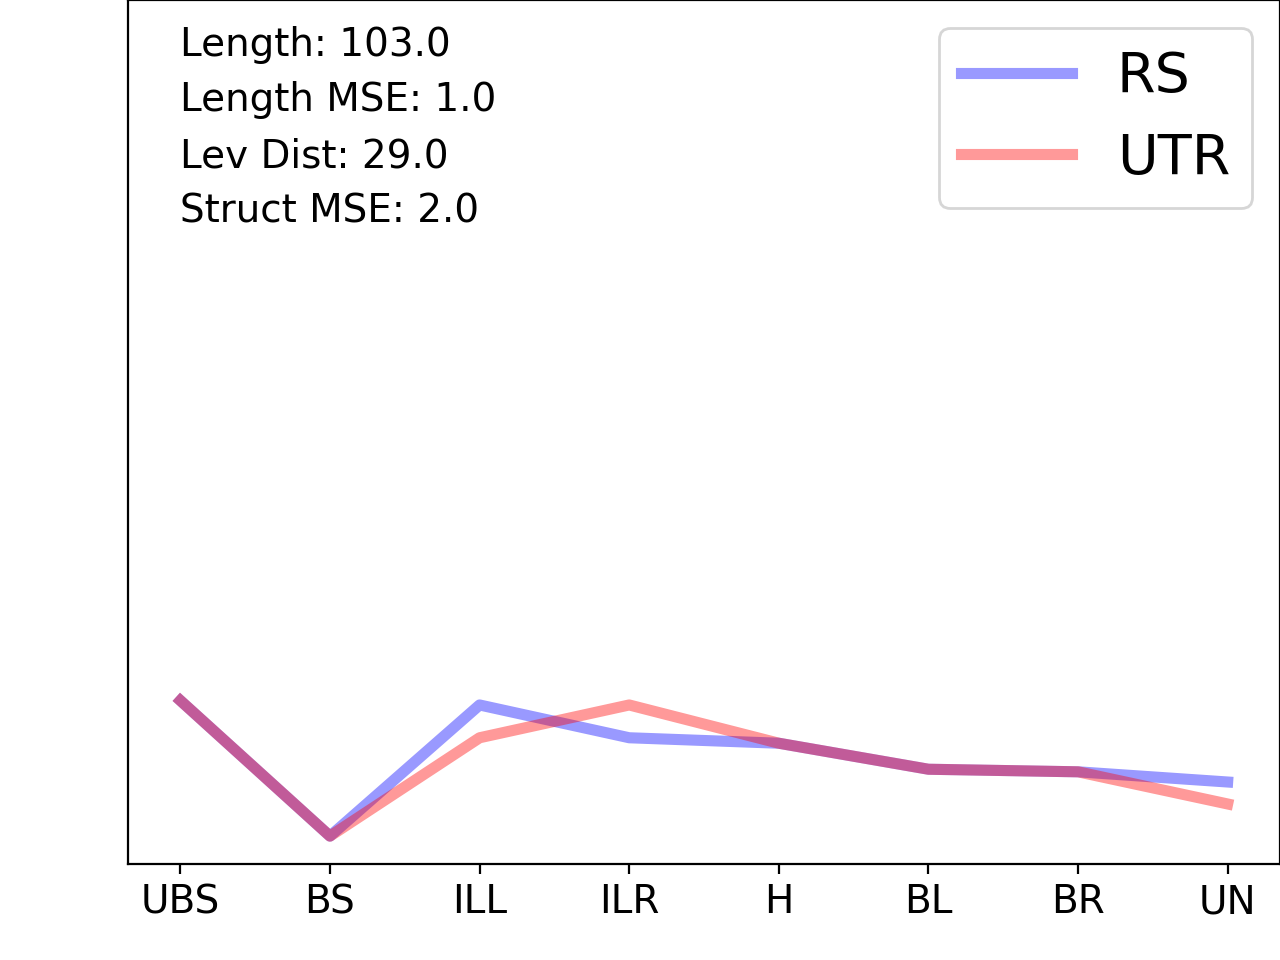 Length: 103.0
Length MSE: 1.0
Lev Dist: 29.0
Struct MSE: 2.0
RS
UTR
UBS BS ILL ILR H BL BR UN